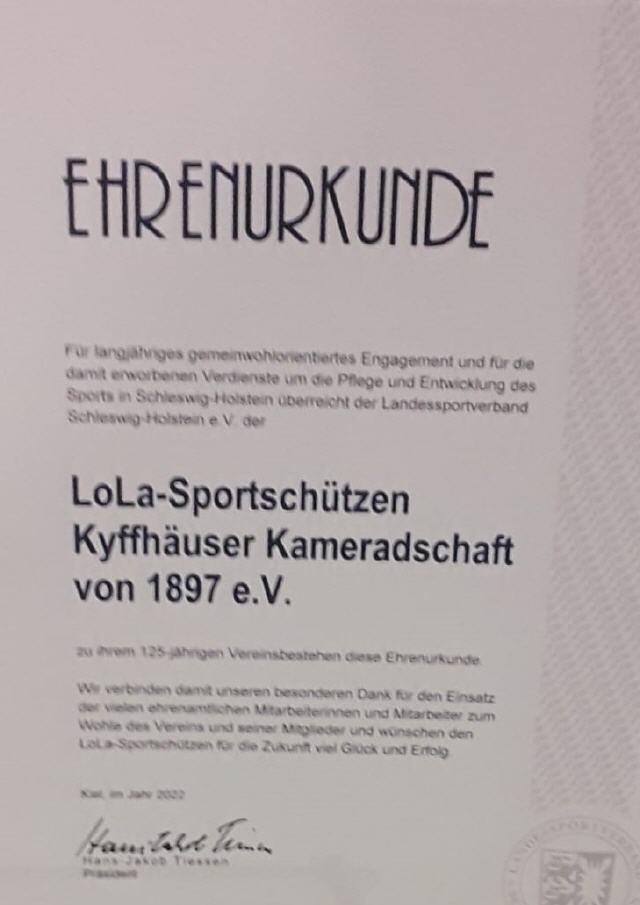 EHRENURKUNDE
Für langjähriges gemeinwohlorientiertes Engagement und für die
damit erworbenen Verdienste um die Pflege und Entwicklung des
Sports in Schleswig-Holstein überreicht der Landessportverband
Schleswig-Holstein e.V. der
LoLa-Sportschützen
Kyffhäuser Kameradschaft
von 1897 e.V.
zu ihrem 125-jährigen Vereinsbestehen diese Ehrenurkunde.
Wir verbinden damit unseren besonderen Dank für den Einsatz
der vielen ehrenamtlichen Mitarbeiterinnen und Mitarbeiter zum
Wohle des Vereins und seiner Mitglieder und wünschen den
LoLa-Sportschützen für die Zukunft viel Glück und Erfolg.
Kiel, im Jahr 2022
Hans-Jakob Tiessen
Präsident